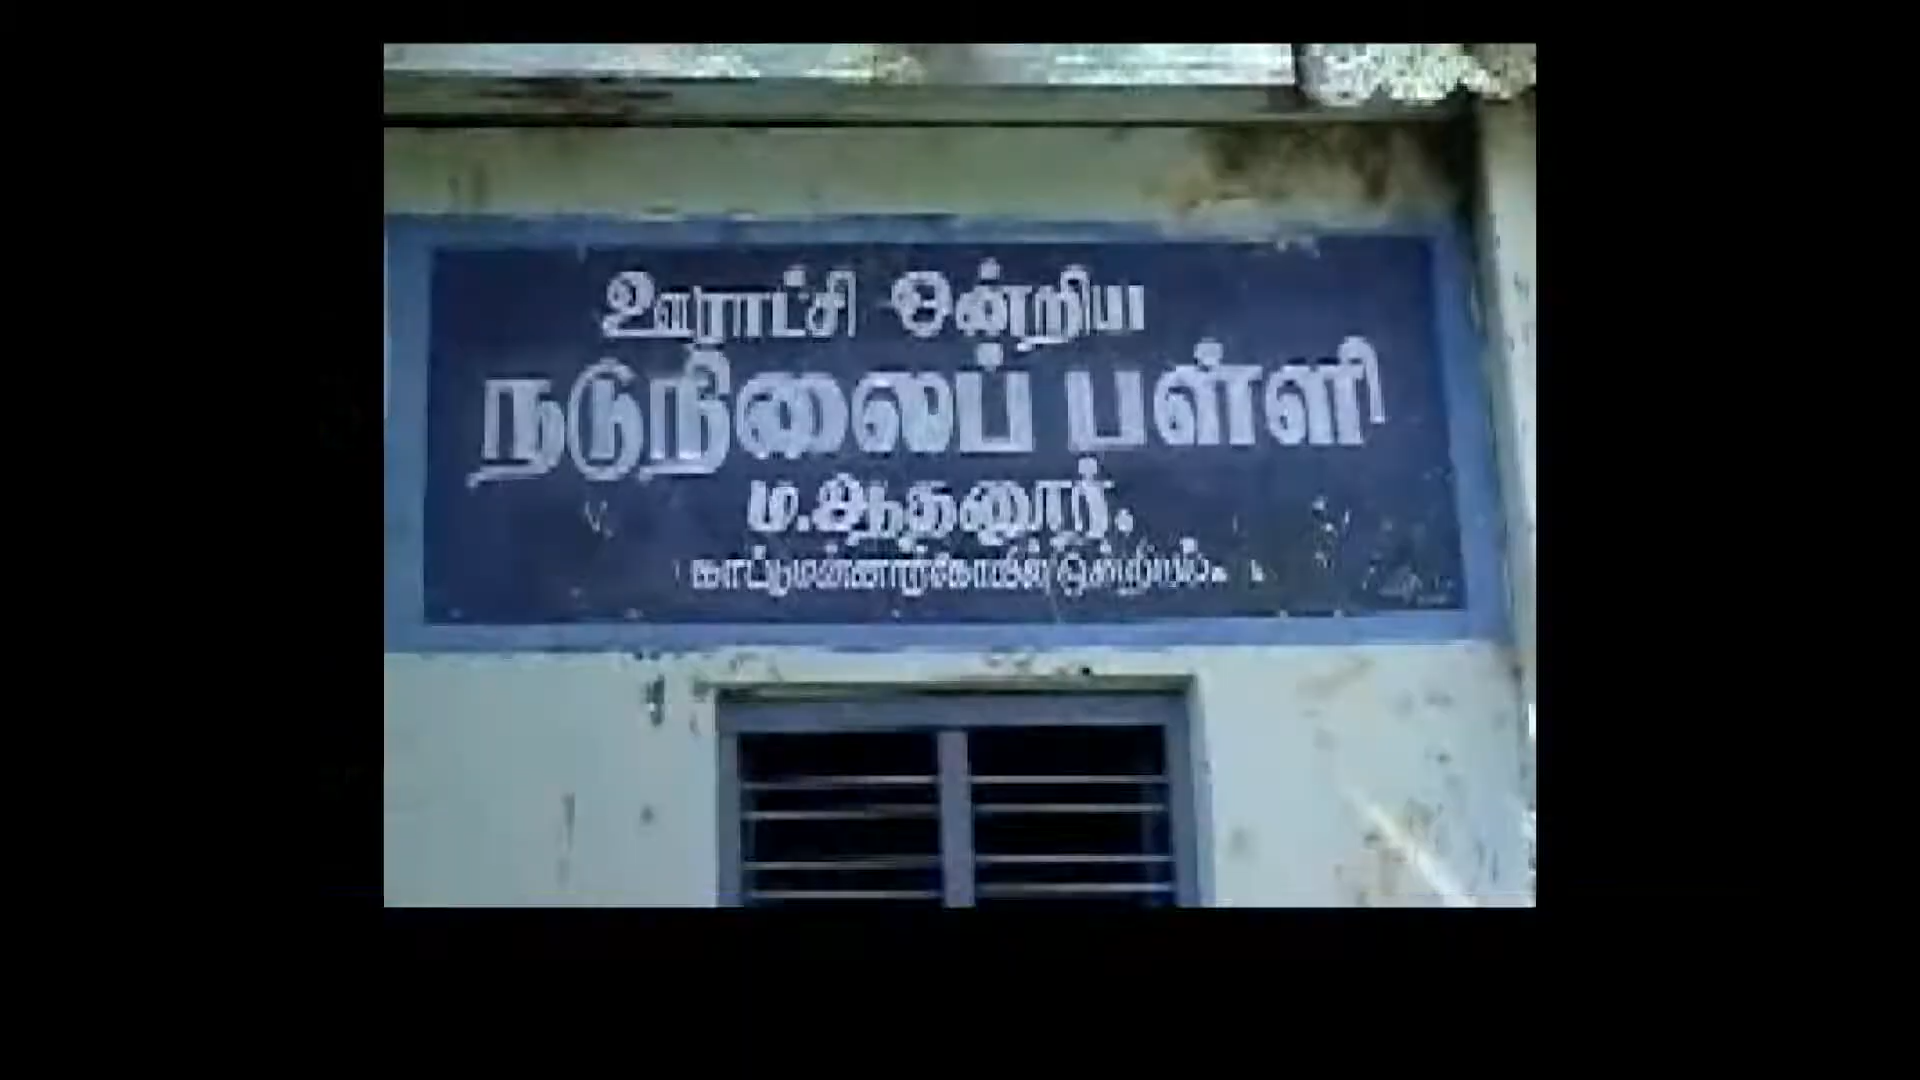 ஊராட்சி ஒன்றிய
நடுநிலைப் பள்ளி
ம.ஆதனூர்.
காட்டுமன்னார்கோயில் ஒன்றியம்.